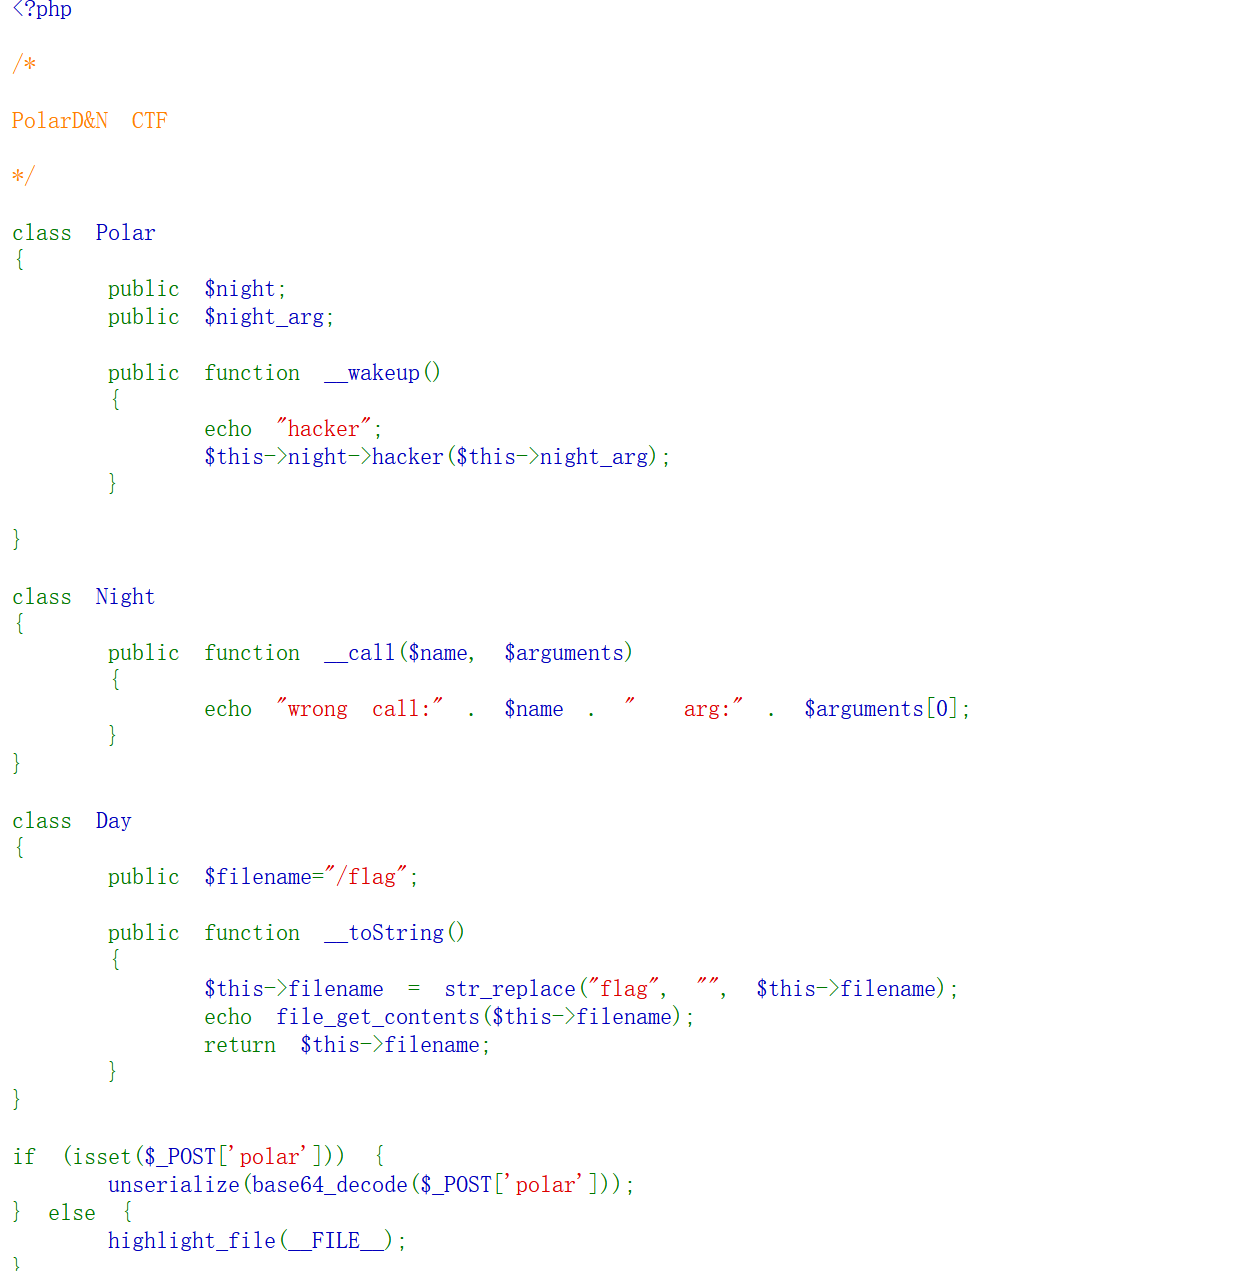 <?php
/*
PolarD&N CTF
*/
class Polar
{
public $night;
public $night_arg;
public function __wakeup()
{
echo "hacker";
$this->night->hacker($this->night_arg);
}
}
class Night
{
public function __call($name, $arguments)
{
echo "wrong call:" . $name . "  arg:" . $arguments[0];
}
}
class Day
{
public $filename="/flag";
public function __toString()
{
$this->filename = str_replace("flag", "", $this->filename);
echo file_get_contents($this->filename);
return $this->filename;
}
}
if (isset($_POST['polar'])) {
unserialize(base64_decode($_POST['polar']));
} else {
highlight_file(__FILE__);
}